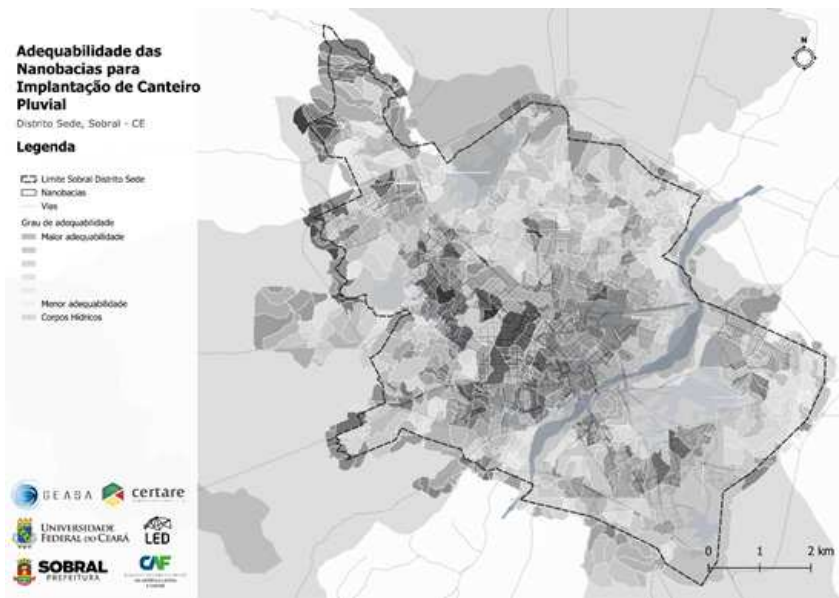 Adequabilidade das
Nanobacias para
Implantação de Canteiro
Pluvial
Distrito Sede, Sobral - CE
Legenda
Limite Sobral Distrito Sede
Nanobacias
Vias
Grau de adequabilidade
Maior adequabilidade
Menor adequabilidade
Corpos Hídricos
N
0 1 2 km
certare
UNIVERSIDADE
FEDERAL DO CEARÁ
LED
SOBRAL
PREFEITURA
CAF